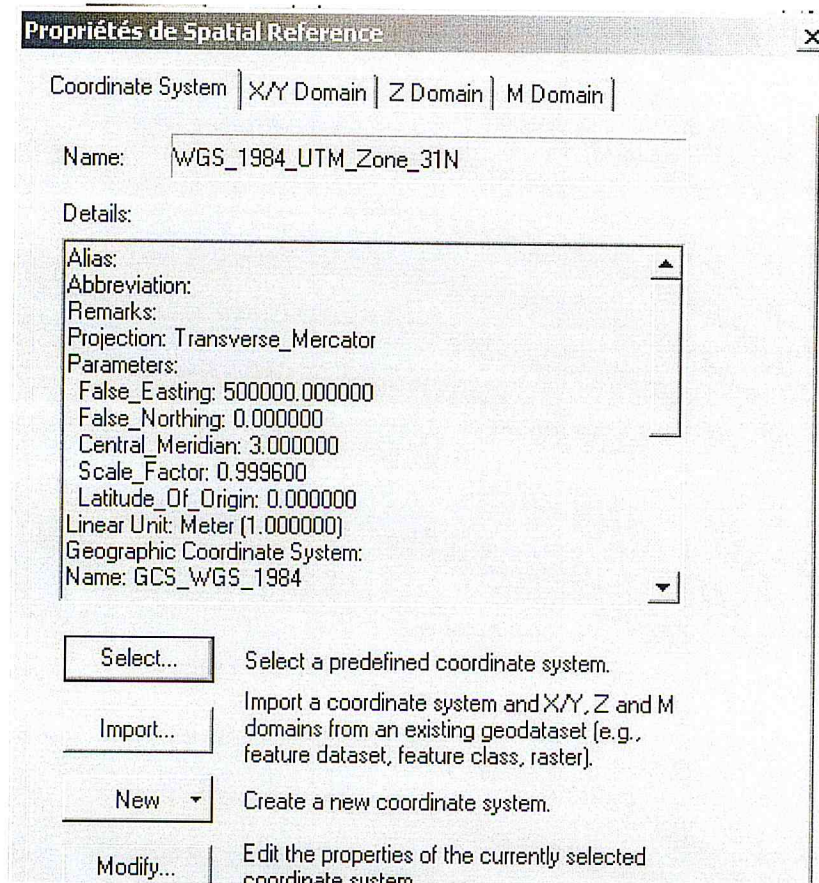 Propriétés de Spatial Reference
Coordinate System X/Y Domain Z Domain M Domain
Name: WGS_1984_UTM_Zone_31N
Details:
Alias:
Abbreviation:
Remarks:
Projection: Transverse_Mercator
Parameters:
False_Easting: 500000.000000
False_Northing: 0.000000
Central_Meridian: 3.000000
Scale_Factor: 0.999600
Latitude_Of_Origin: 0.000000
Linear Unit: Meter (1.000000)
Geographic Coordinate System:
Name: GCS_WGS_1984
Select... Select a predefined coordinate system.
Import... Import a coordinate system and X/Y, Z and M
domains from an existing geodataset (e.g.,
feature dataset, feature class, raster).
New Create a new coordinate system.
Modify... Edit the properties of the currently selected
coordinate system